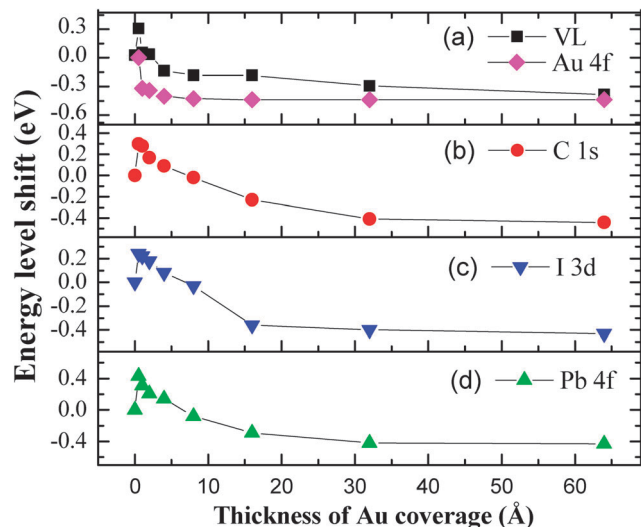 Energy level shift (eV)
(a)
VL
Au 4f
0.3
0.0
-0.3
-0.6
(b)
C 1s
0.4
0.2
0.0
-0.2
-0.4
(c)
I 3d
0.2
0.0
-0.2
-0.4
(d)
Pb 4f
0.4
0.0
-0.4
0 10 20 30 40 50 60
Thickness of Au coverage (Å)